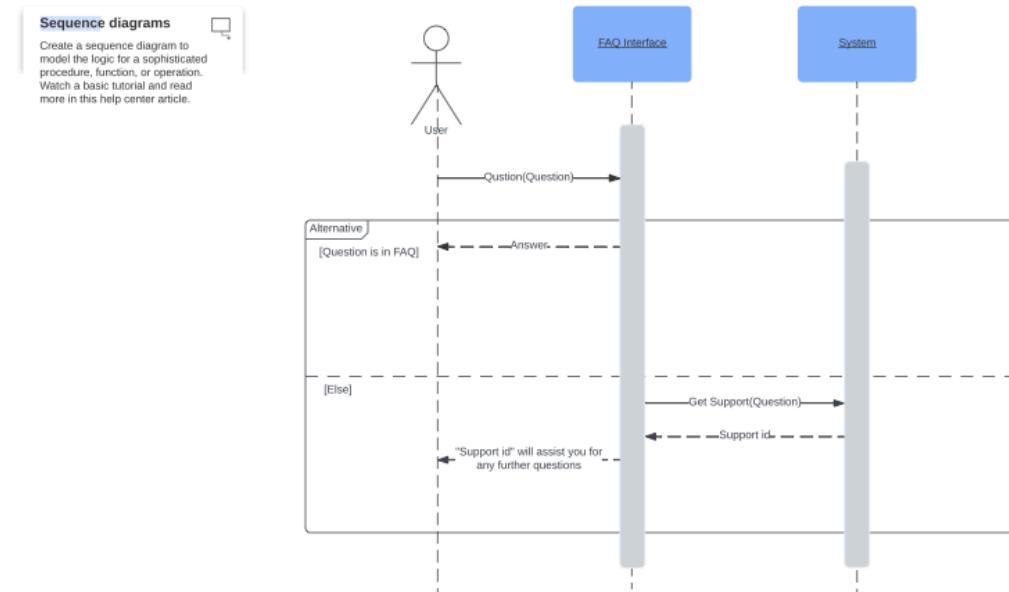 Sequence diagrams
Create a sequence diagram to
model the logic for a sophisticated
procedure, function, or operation.
Watch a basic tutorial and read
more in this help center article.
FAQ Interface
System
User
Qustion(Question)
Alternative
[Question is in FAQ]
Answer
[Else]
Get Support(Question)
Support id
"Support id" will assist you for
any further questions